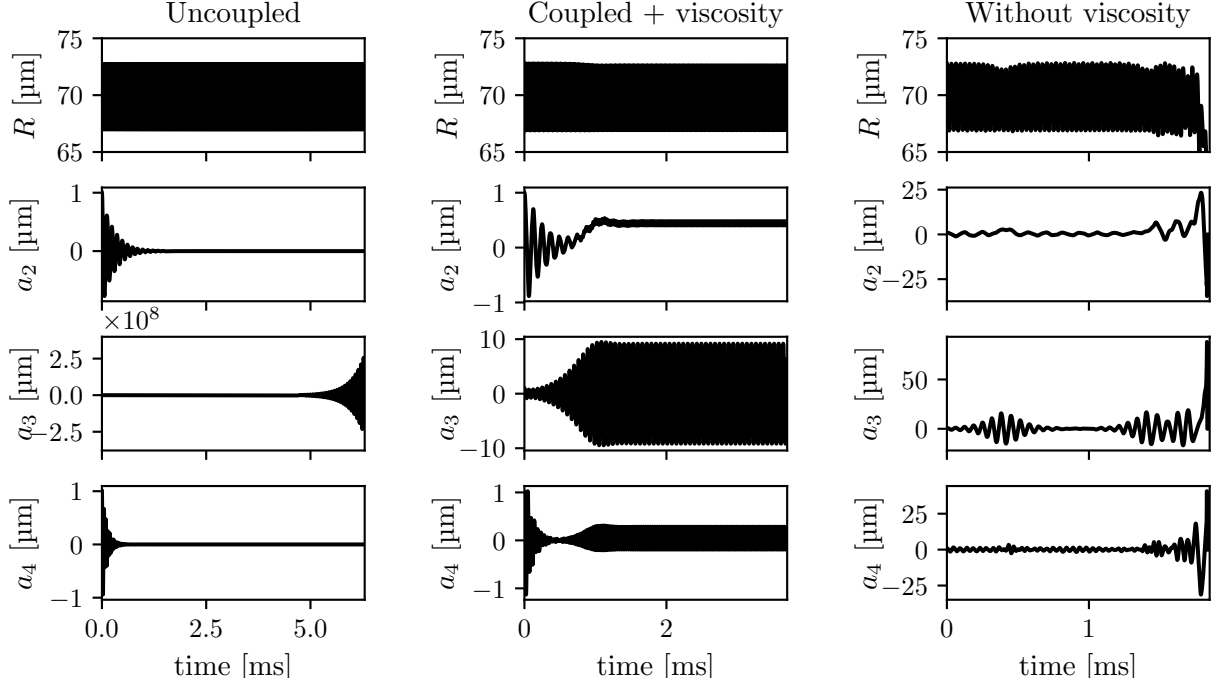 Uncoupled
Coupled + viscosity
Without viscosity
75
70
65
R [µm]
75
70
65
R [µm]
75
70
65
R [µm]
1
0
a2 [µm]
1
0
−1
a2 [µm]
25
0
−25
a2 [µm]
×10^8
2.5
0.0
−2.5
a3 [µm]
10
0
−10
a3 [µm]
50
0
a3 [µm]
1
0
−1
a4 [µm]
1
0
−1
a4 [µm]
25
0
−25
a4 [µm]
0.0 2.5 5.0
time [ms]
0 2
time [ms]
0 1
time [ms]